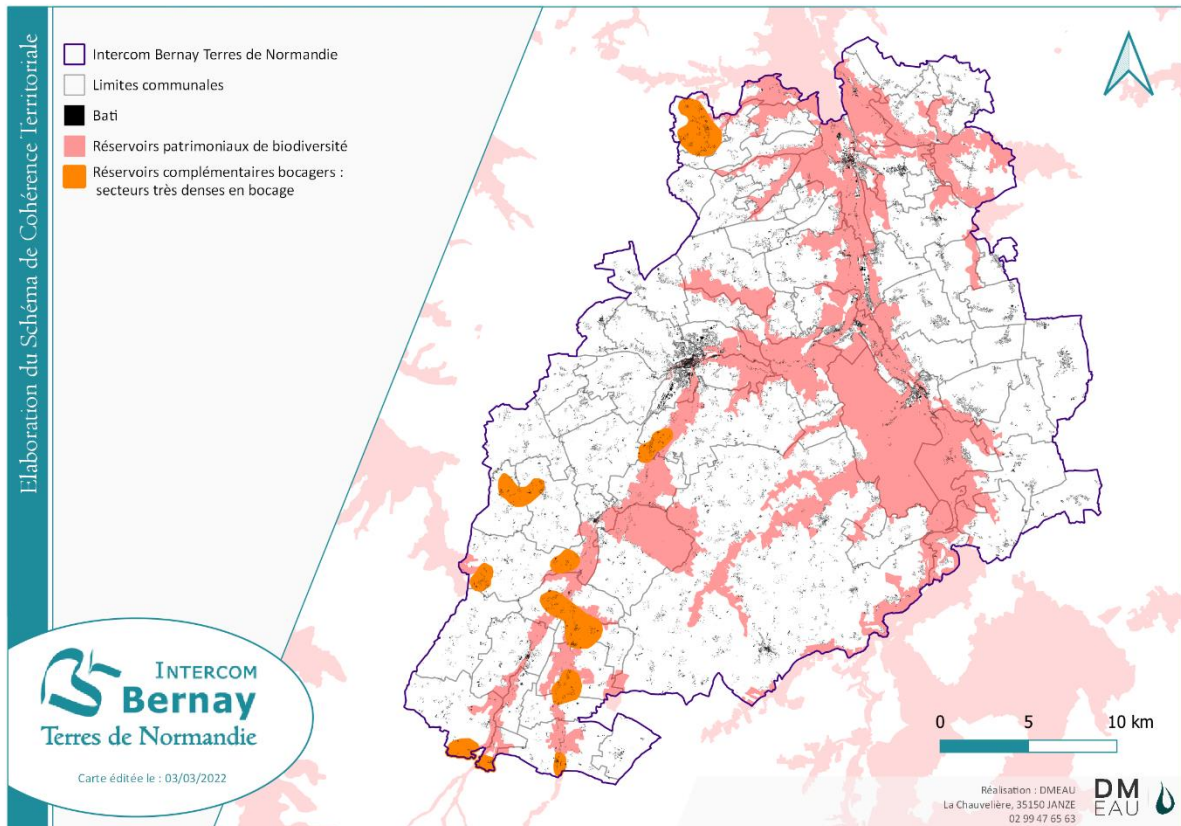 Elaboration du Schéma de Cohérence Territoriale
Intercom Bernay Terres de Normandie
Limites communales
Bati
Réservoirs patrimoniaux de biodiversité
Réservoirs complémentaires bocagers :
secteurs très denses en bocage
INTERCOM
Bernay
Terres de Normandie
Carte éditée le : 03/03/2022
0 5 10 km
Réalisation : DMEAU
La Chauvelière, 35150 JANZE
02 99 47 65 63
DM
EAU